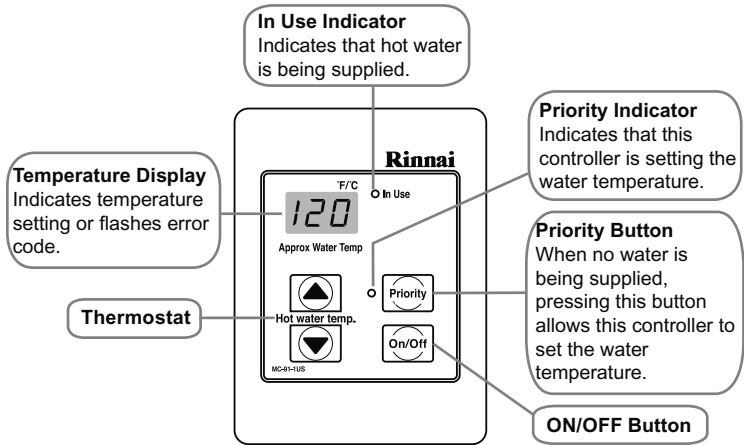 In Use Indicator
Indicates that hot water
is being supplied.
Priority Indicator
Indicates that this
controller is setting the
water temperature.
Rinnai
Temperature Display
Indicates temperature
setting or flashes error
code.
°F/°C
In Use
120
Approx Water Temp
Priority Button
When no water is
being supplied,
pressing this button
allows this controller to
set the water
temperature.
Priority
Thermostat
Hot water temp.
On/Off
MC-91-1US
ON/OFF Button